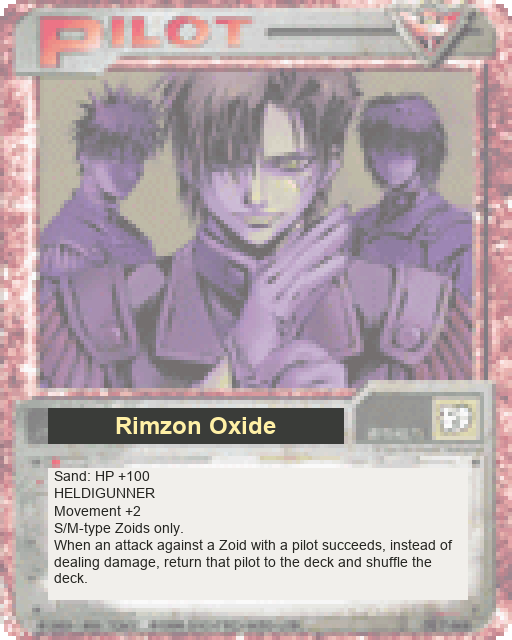 PILOT
Rimzon Oxide
Sand: HP +100
HELDIGUNNER
Movement +2
S/M-type Zoids only.
When an attack against a Zoid with a pilot succeeds, instead of
dealing damage, return that pilot to the deck and shuffle the
deck.